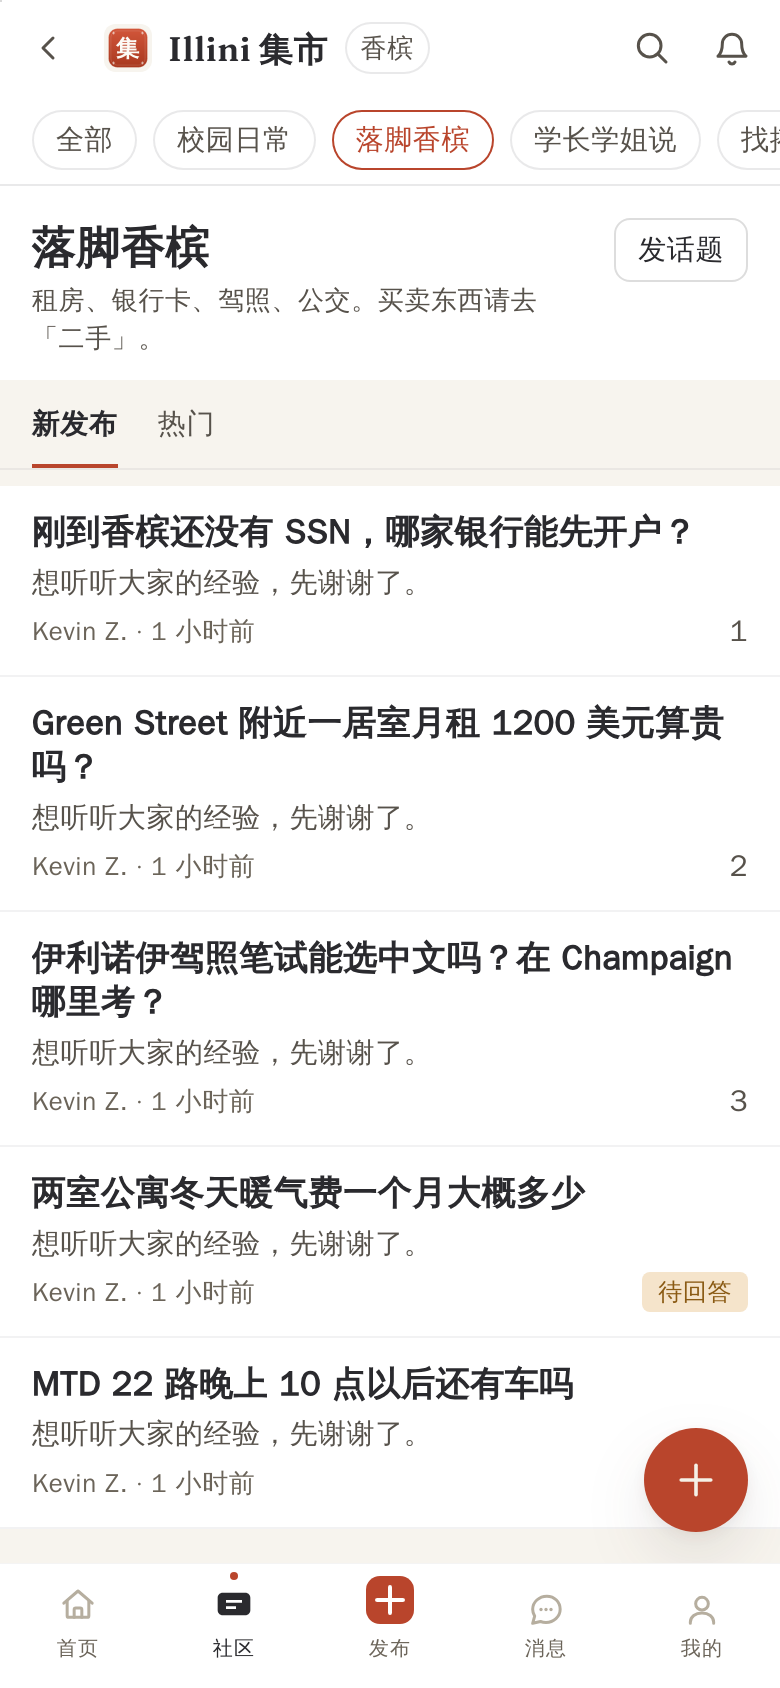 集 Illini 集市 香槟
全部 校园日常 落脚香槟 学长学姐说
落脚香槟
发话题
租房、银行卡、驾照、公交。买卖东西请去
「二手」。
新发布 热门
刚到香槟还没有 SSN，哪家银行能先开户？
想听听大家的经验，先谢谢了。
Kevin Z. · 1 小时前 1
Green Street 附近一居室月租 1200 美元算贵
吗？
想听听大家的经验，先谢谢了。
Kevin Z. · 1 小时前 2
伊利诺伊驾照笔试能选中文吗？在 Champaign
哪里考？
想听听大家的经验，先谢谢了。
Kevin Z. · 1 小时前 3
两室公寓冬天暖气费一个月大概多少
想听听大家的经验，先谢谢了。
Kevin Z. · 1 小时前 待回答
MTD 22 路晚上 10 点以后还有车吗
想听听大家的经验，先谢谢了。
Kevin Z. · 1 小时前
首页 社区 发布 消息 我的